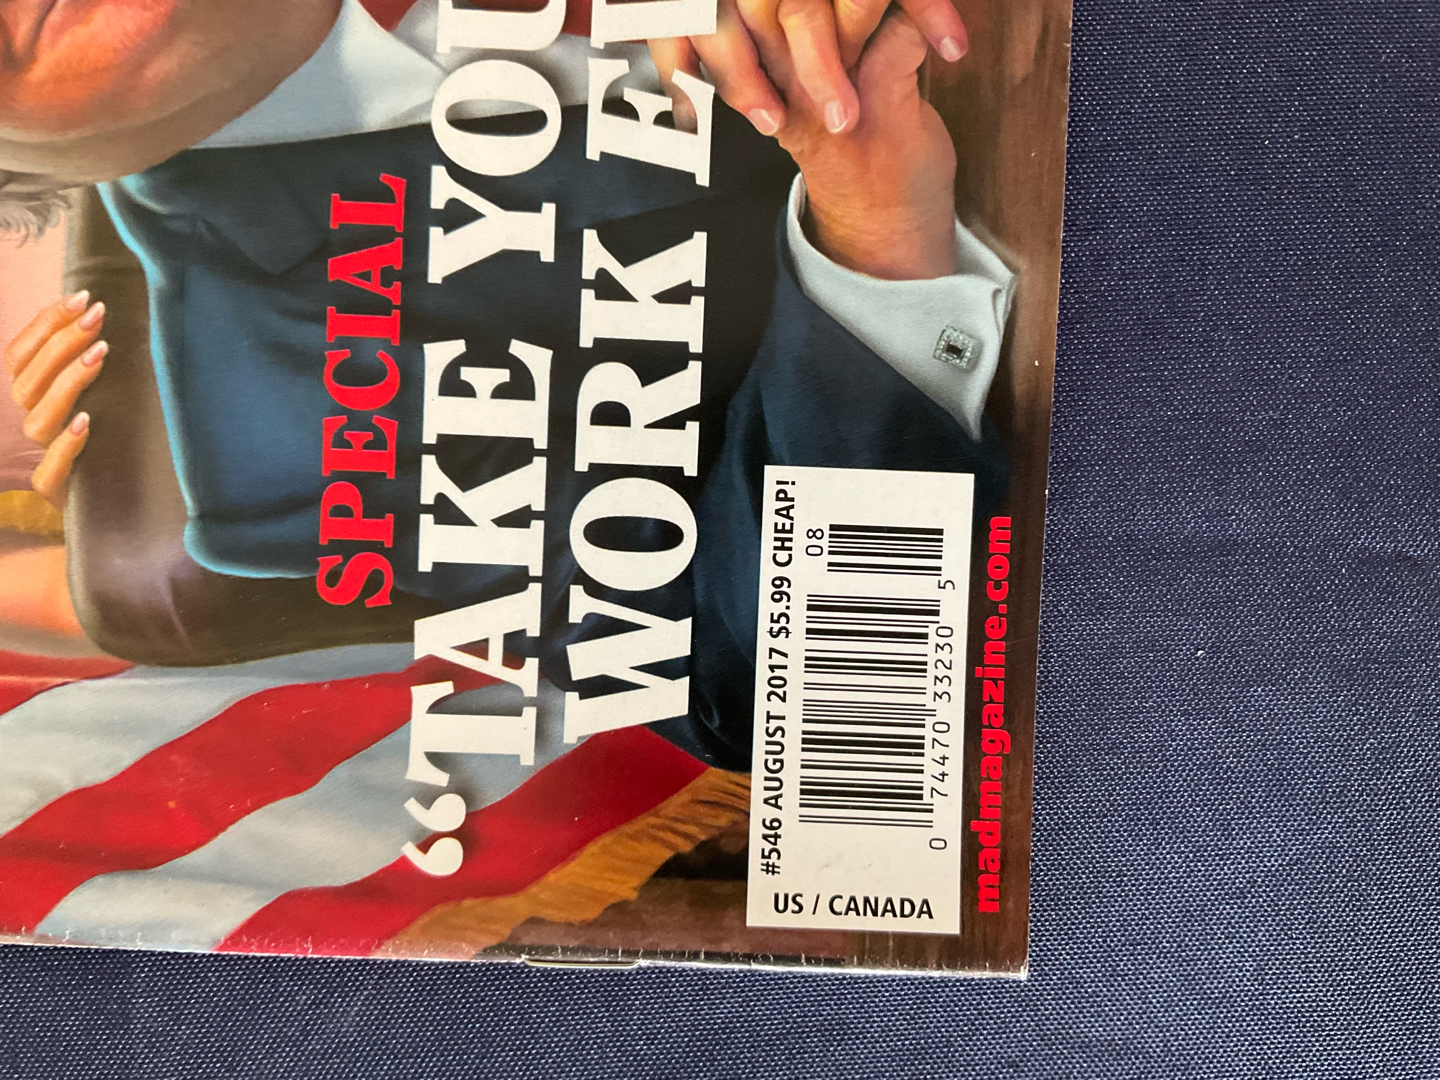 SPECIAL
“TAKE YOU
WORK EV
#546 AUGUST 2017 $5.99 CHEAP!
08
0 74470 33230 5
US / CANADA
madmagazine.com